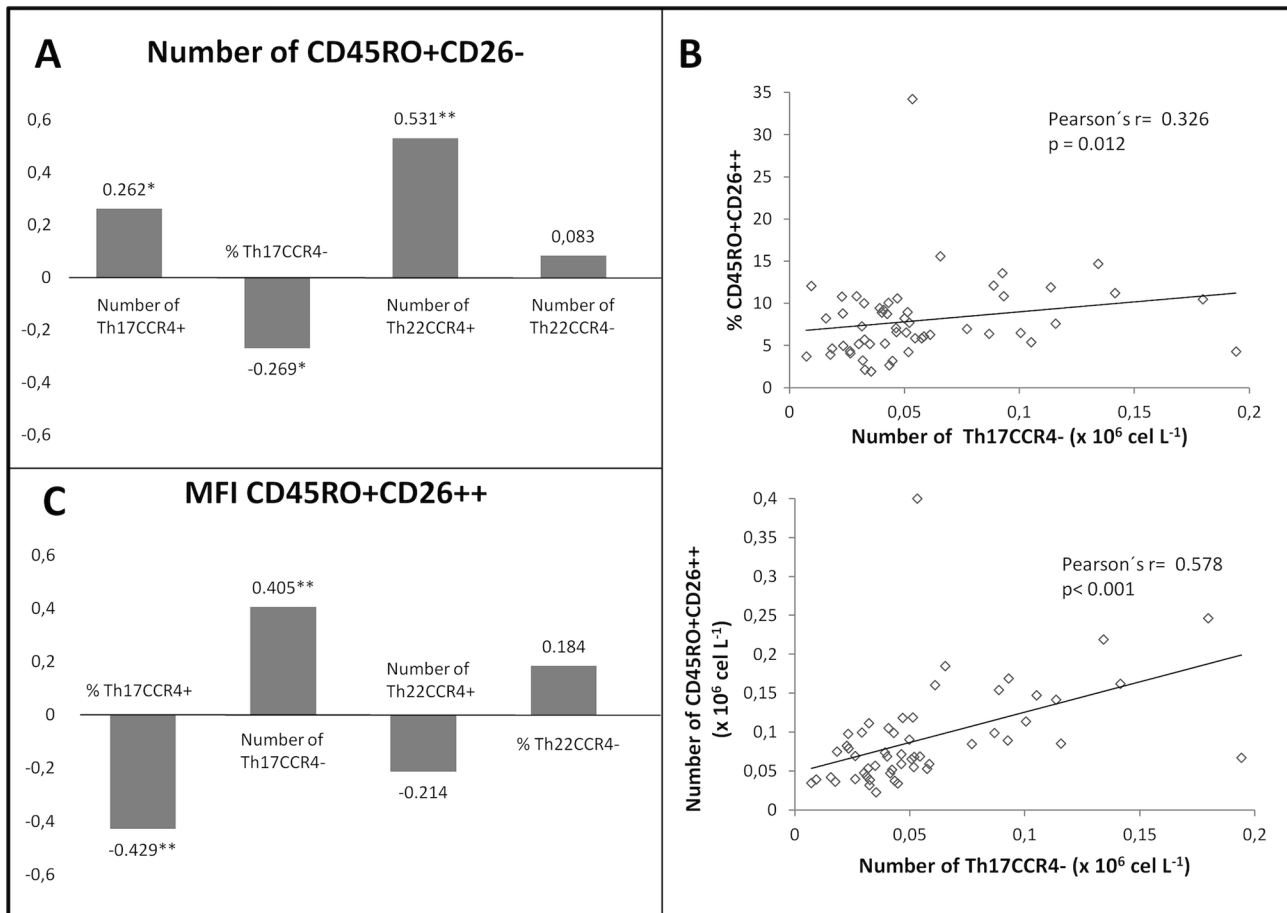 A
Number of CD45RO+CD26-
0,6
0,4
0,2
0
-0,2
-0,4
-0,6
0.262*
Number of
Th17CCR4+
% Th17CCR4-
-0.269*
0.531**
Number of
Th22CCR4+
0,083
Number of
Th22CCR4-
B
% CD45RO+CD26++
35
30
25
20
15
10
5
0
Pearson´s r= 0.326
p = 0.012
0
0,05
0,1
0,15
0,2
Number of Th17CCR4- (x 10⁶ cel L⁻¹)
C
MFI CD45RO+CD26++
0,6
0,4
0,2
0
-0,2
-0,4
-0,6
% Th17CCR4+
-0.429**
0.405**
Number of
Th17CCR4-
Number of
Th22CCR4+
-0.214
0.184
% Th22CCR4-
Number of CD45RO+CD26++
(x 10⁶ cel L⁻¹)
0,4
0,35
0,3
0,25
0,2
0,15
0,1
0,05
0
Pearson´s r= 0.578
p< 0.001
0
0,05
0,1
0,15
0,2
Number of Th17CCR4- (x 10⁶ cel L⁻¹)